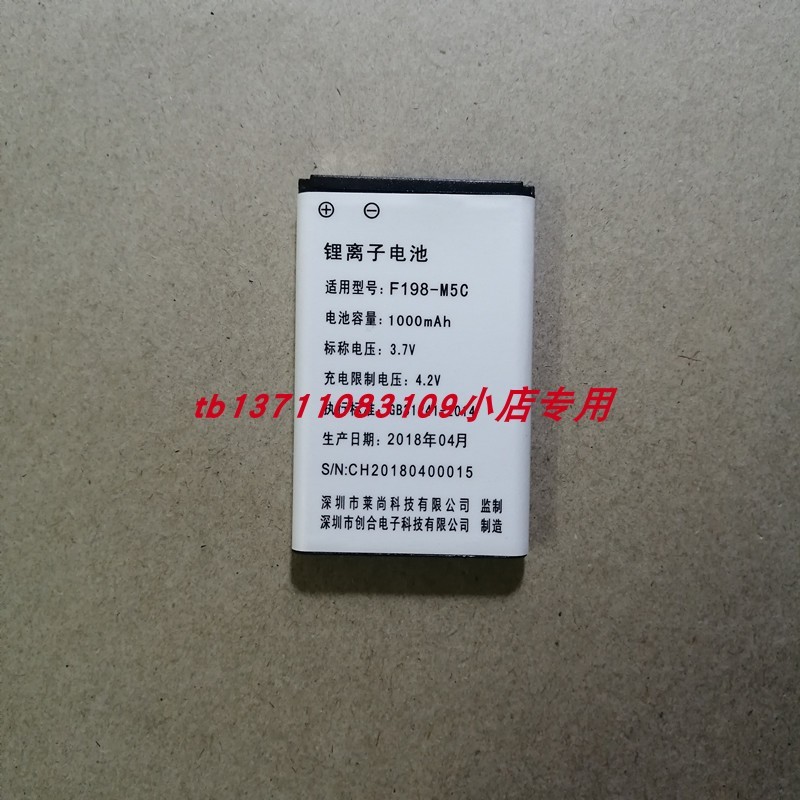 ⊕ ⊖
锂离子电池
适用型号: F198-M5C
电池容量: 1000mAh
标称电压: 3.7V
充电限制电压: 4.2V
tb13711083109小店专用
执行标准:
生产日期: 2018年04月
S/N:CH20180400015
深圳市莱尚科技有限公司 监制
深圳市创合电子科技有限公司 制造